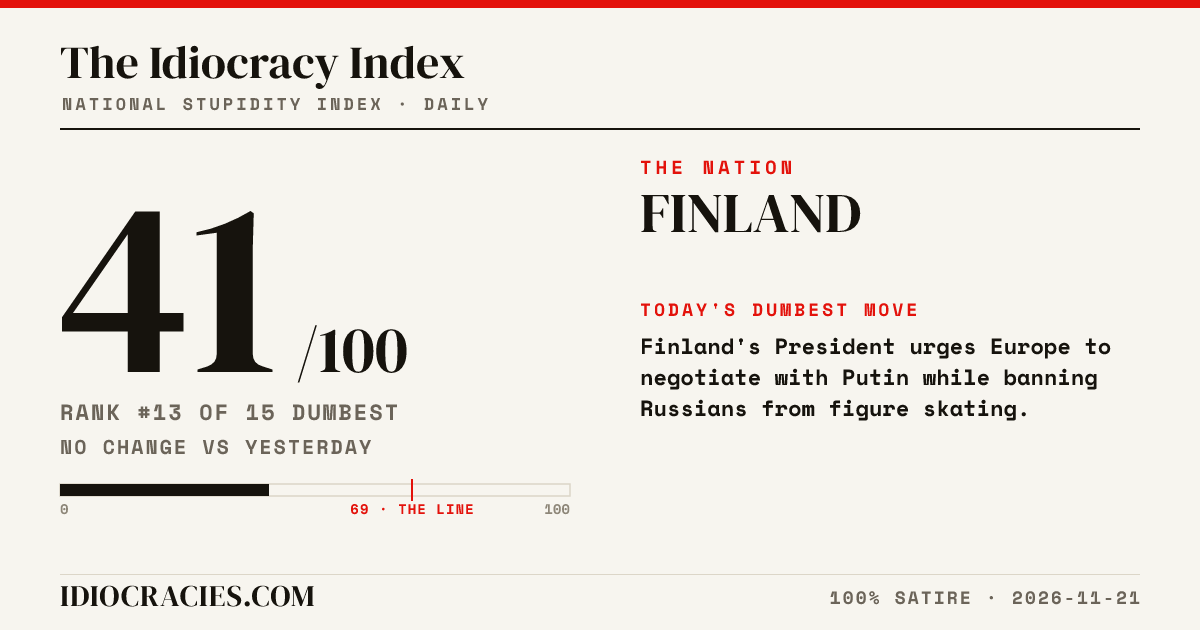 The Idiocracy Index
NATIONAL STUPIDITY INDEX · DAILY
41 /100
RANK #13 OF 15 DUMBEST
NO CHANGE VS YESTERDAY
0
69 · THE LINE
100
THE NATION
FINLAND
TODAY'S DUMBEST MOVE
Finland's President urges Europe to
negotiate with Putin while banning
Russians from figure skating.
IDIOCRACIES.COM
100% SATIRE · 2026-11-21